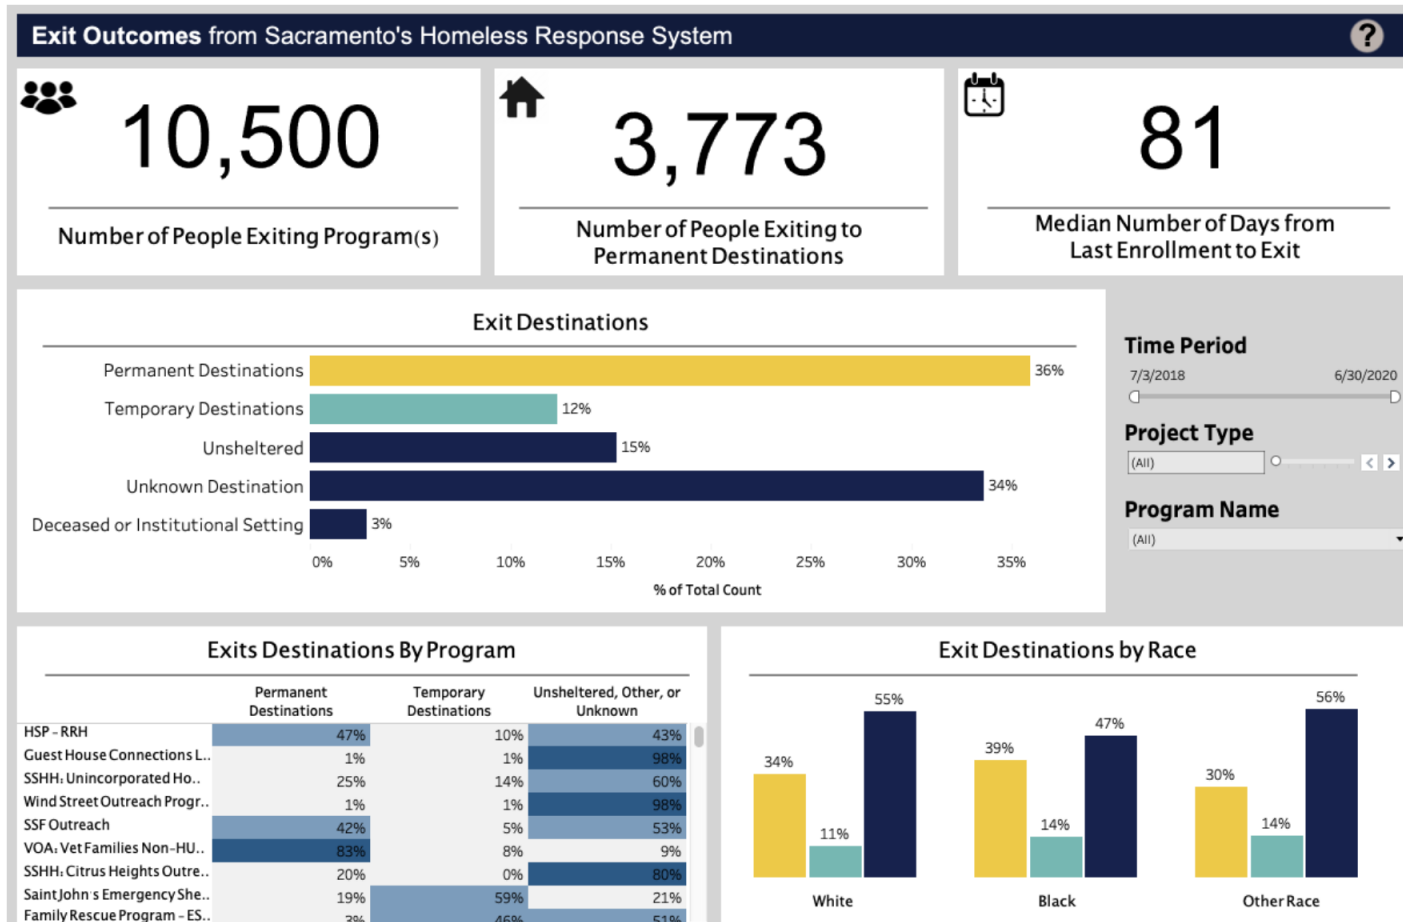 Exit Outcomes from Sacramento's Homeless Response System
?
10,500
Number of People Exiting Program(s)
3,773
Number of People Exiting to
Permanent Destinations
81
Median Number of Days from
Last Enrollment to Exit
Exit Destinations
Permanent Destinations 36%
Temporary Destinations 12%
Unsheltered 15%
Unknown Destination 34%
Deceased or Institutional Setting 3%
0% 5% 10% 15% 20% 25% 30% 35%
% of Total Count
Time Period
7/3/2018 6/30/2020
Project Type
(All)
Program Name
(All)
Exits Destinations By Program
Permanent
Destinations
Temporary
Destinations
Unsheltered, Other, or
Unknown
HSP - RRH 47% 10% 43%
Guest House Connections L.. 1% 1% 98%
SSHH: Unincorporated Ho.. 25% 14% 60%
Wind Street Outreach Progr.. 1% 1% 98%
SSF Outreach 42% 5% 53%
VOA: Vet Families Non-HU.. 83% 8% 9%
SSHH: Citrus Heights Outre.. 20% 0% 80%
Saint John's Emergency She.. 19% 59% 21%
Family Rescue Program - ES.. 3% 46% 51%
Exit Destinations by Race
34% 11% 55%
39% 14% 47%
30% 14% 56%
White Black Other Race